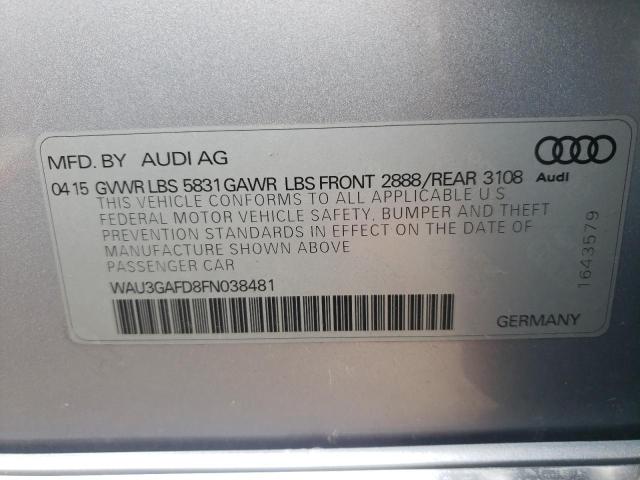 MFD. BY AUDI AG
Audi
04 15 GVWR LBS 5831 GAWR LBS FRONT 2888/REAR 3108
THIS VEHICLE CONFORMS TO ALL APPLICABLE U S
FEDERAL MOTOR VEHICLE SAFETY, BUMPER AND THEFT
PREVENTION STANDARDS IN EFFECT ON THE DATE OF
MANUFACTURE SHOWN ABOVE
PASSENGER CAR
WAU3GAFD8FN038481
1643579
GERMANY